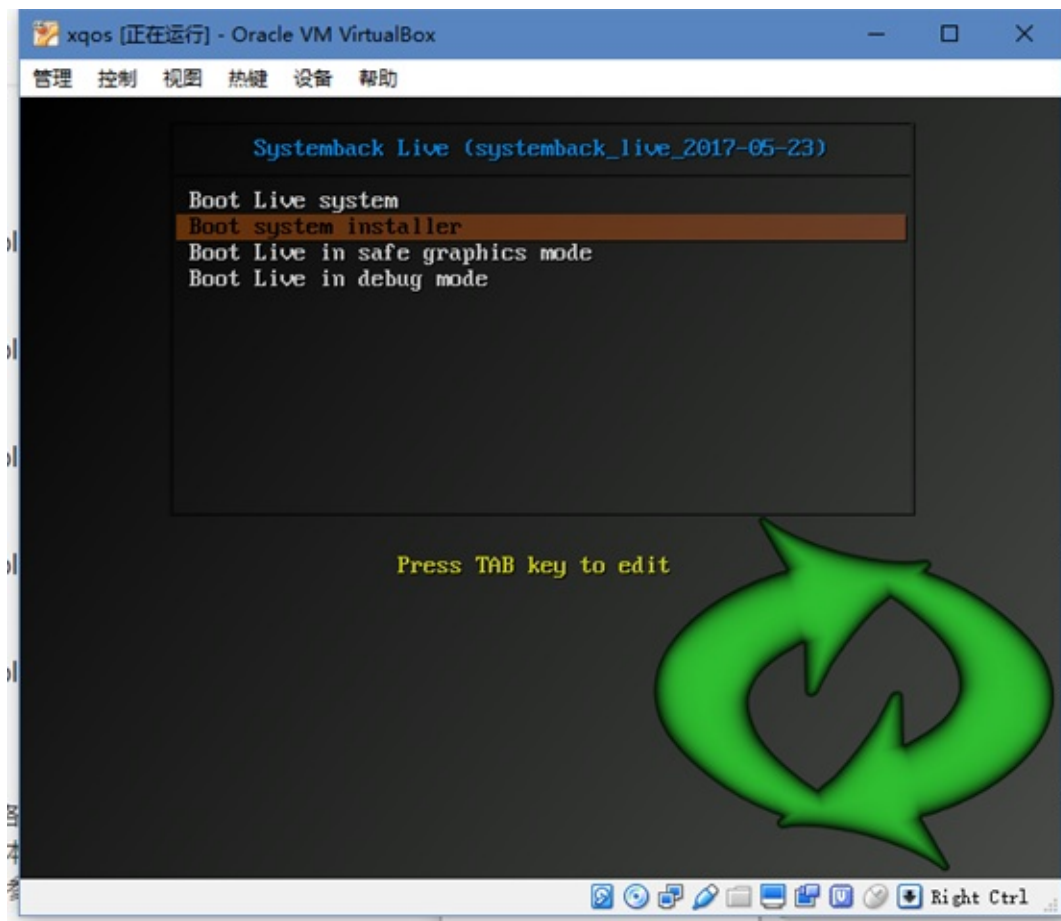 xqos [正在运行] - Oracle VM VirtualBox
管理 控制 视图 热键 设备 帮助
Systemback Live (systemback_live_2017-05-23)
Boot Live system
Boot system installer
Boot Live in safe graphics mode
Boot Live in debug mode
Press TAB key to edit
Right Ctrl